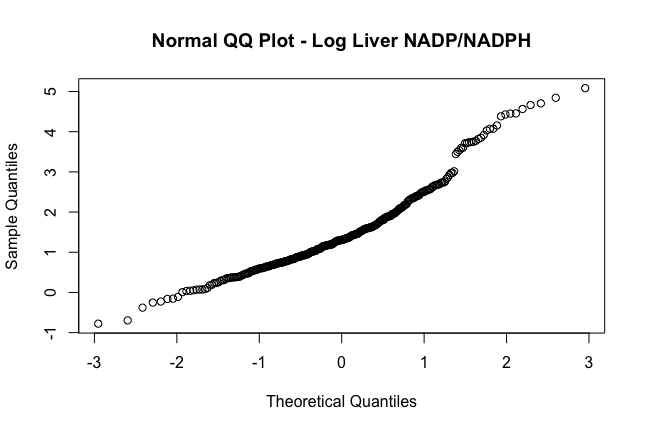 Normal QQ Plot - Log Liver NADP/NADPH
Sample Quantiles
5
4
3
2
1
0
-1
-3 -2 -1 0 1 2 3
Theoretical Quantiles